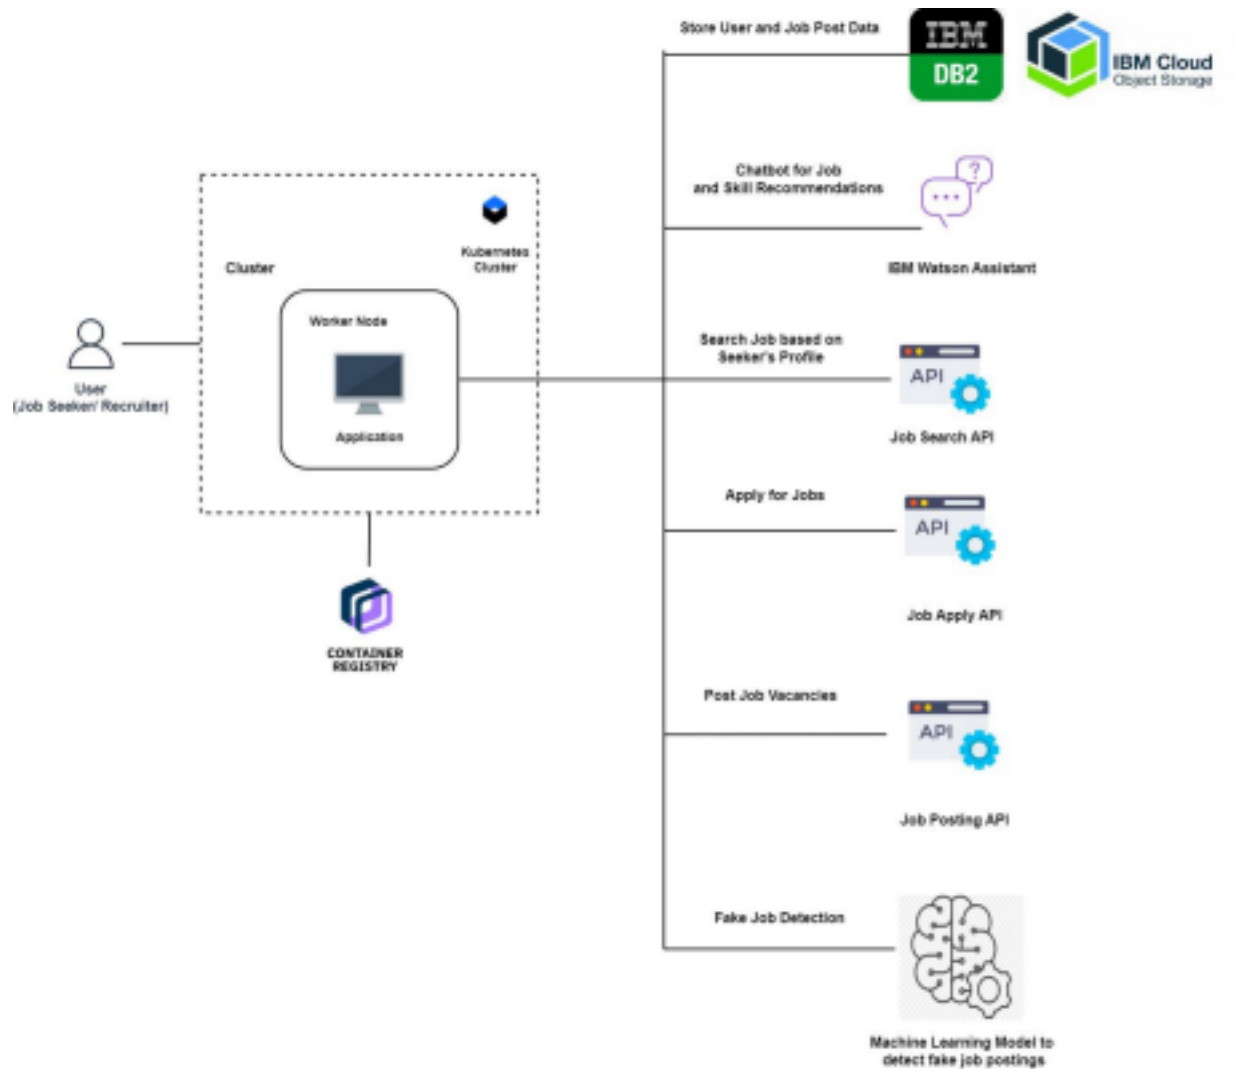 Store User and Job Post Data
IBM
DB2
IBM Cloud
Object Storage
Chatbot for Job
and Skill Recommendations
?
IBM Watson Assistant
Kubernetes
Cluster
Cluster
Worker Node
Application
User
(Job Seeker/ Recruiter)
CONTAINER
REGISTRY
Search Job based on
Seeker's Profile
API
Job Search API
Apply for Jobs
API
Job Apply API
Post Job Vacancies
API
Job Posting API
Fake Job Detection
Machine Learning Model to
detect fake job postings